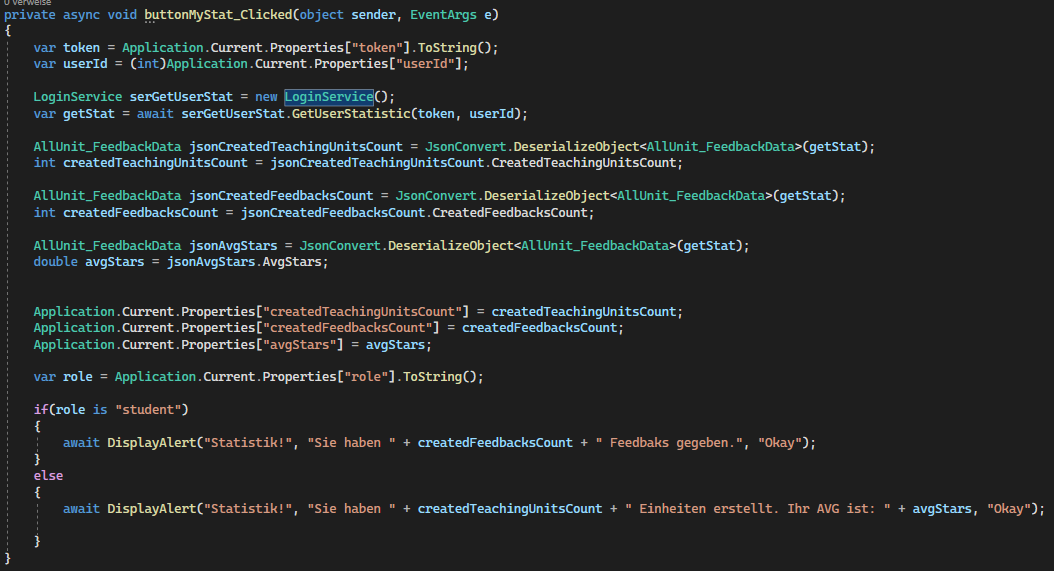 0 Verweise
private async void buttonMyStat_Clicked(object sender, EventArgs e)
{
    var token = Application.Current.Properties["token"].ToString();
    var userId = (int)Application.Current.Properties["userId"];

    LoginService serGetUserStat = new LoginService();
    var getStat = await serGetUserStat.GetUserStatistic(token, userId);

    AllUnit_FeedbackData jsonCreatedTeachingUnitsCount = JsonConvert.DeserializeObject<AllUnit_FeedbackData>(getStat);
    int createdTeachingUnitsCount = jsonCreatedTeachingUnitsCount.CreatedTeachingUnitsCount;

    AllUnit_FeedbackData jsonCreatedFeedbacksCount = JsonConvert.DeserializeObject<AllUnit_FeedbackData>(getStat);
    int createdFeedbacksCount = jsonCreatedFeedbacksCount.CreatedFeedbacksCount;

    AllUnit_FeedbackData jsonAvgStars = JsonConvert.DeserializeObject<AllUnit_FeedbackData>(getStat);
    double avgStars = jsonAvgStars.AvgStars;


    Application.Current.Properties["createdTeachingUnitsCount"] = createdTeachingUnitsCount;
    Application.Current.Properties["createdFeedbacksCount"] = createdFeedbacksCount;
    Application.Current.Properties["avgStars"] = avgStars;

    var role = Application.Current.Properties["role"].ToString();

    if(role is "student")
    {
        await DisplayAlert("Statistik!", "Sie haben " + createdFeedbacksCount + " Feedbaks gegeben.", "Okay");
    }
    else
    {
        await DisplayAlert("Statistik!", "Sie haben " + createdTeachingUnitsCount + " Einheiten erstellt. Ihr AVG ist: " + avgStars, "Okay");

    }
}